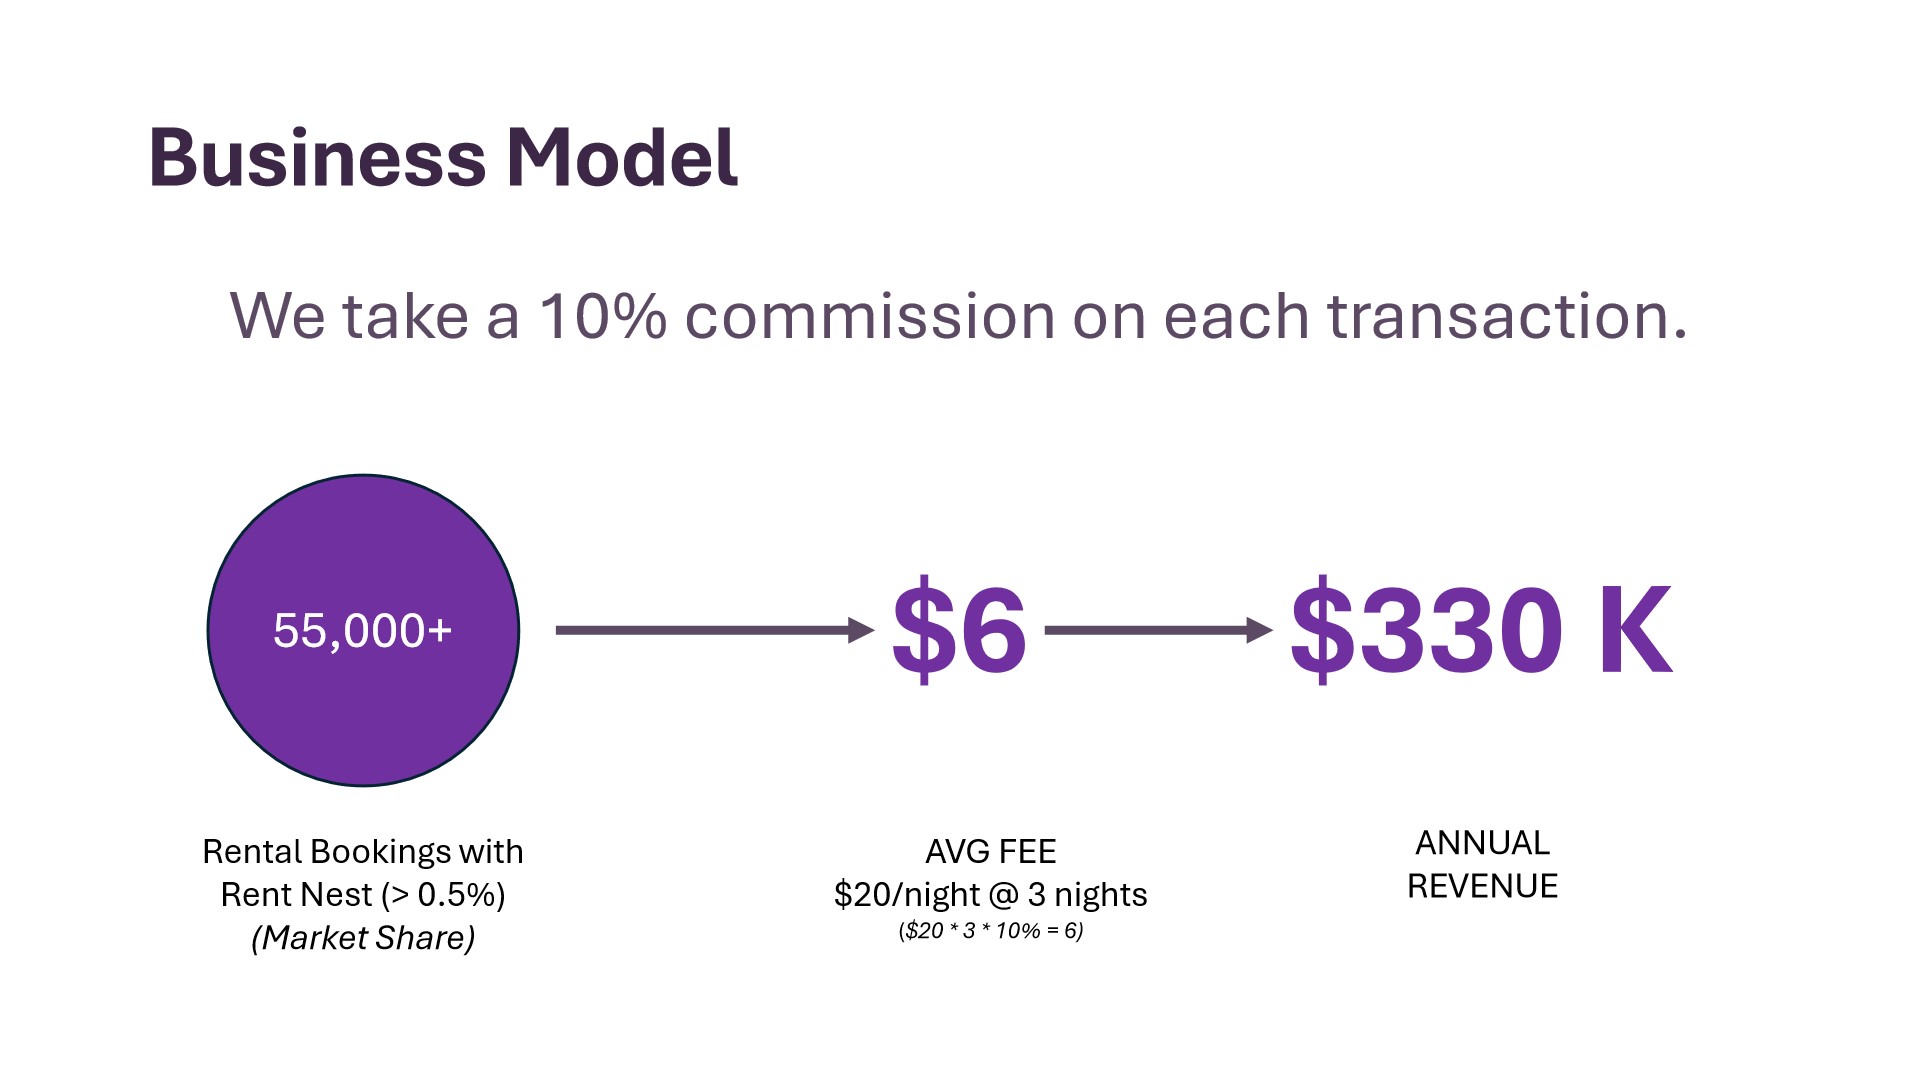 Business Model
We take a 10% commission on each transaction.
55,000+
$6
$330 K
Rental Bookings with
Rent Nest (> 0.5%)
(Market Share)
AVG FEE
$20/night @ 3 nights
($20 * 3 * 10% = 6)
ANNUAL
REVENUE